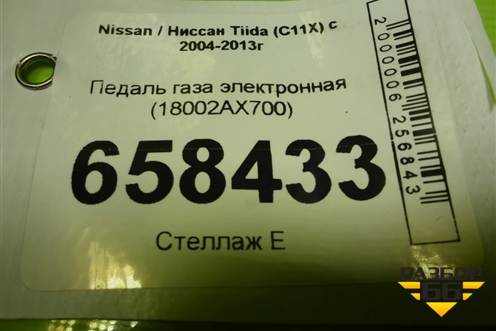 Nissan / Ниссан Tiida (C11X) с
2004-2013г
Педаль газа электронная
(18002AX700)
658433
Стеллаж Е
2000006256843
РАЗБОР
66